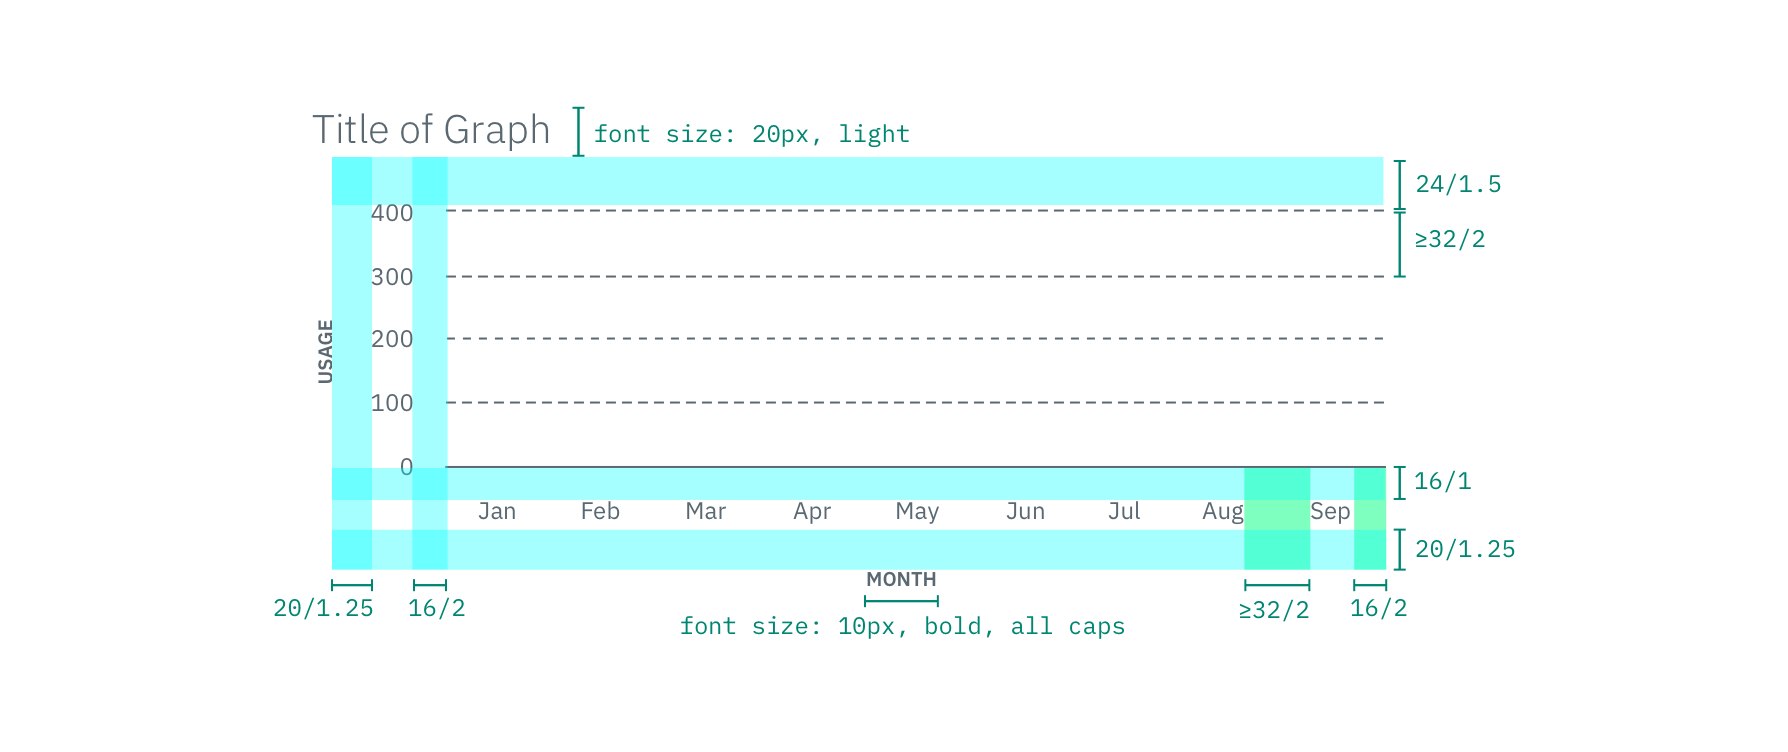 Title of Graph font size: 20px, light
24/1.5
400
≥32/2
300
USAGE
200
100
0
16/1
Jan Feb Mar Apr May Jun Jul Aug Sep
20/1.25
MONTH
20/1.25 16/2 ≥32/2 16/2
font size: 10px, bold, all caps